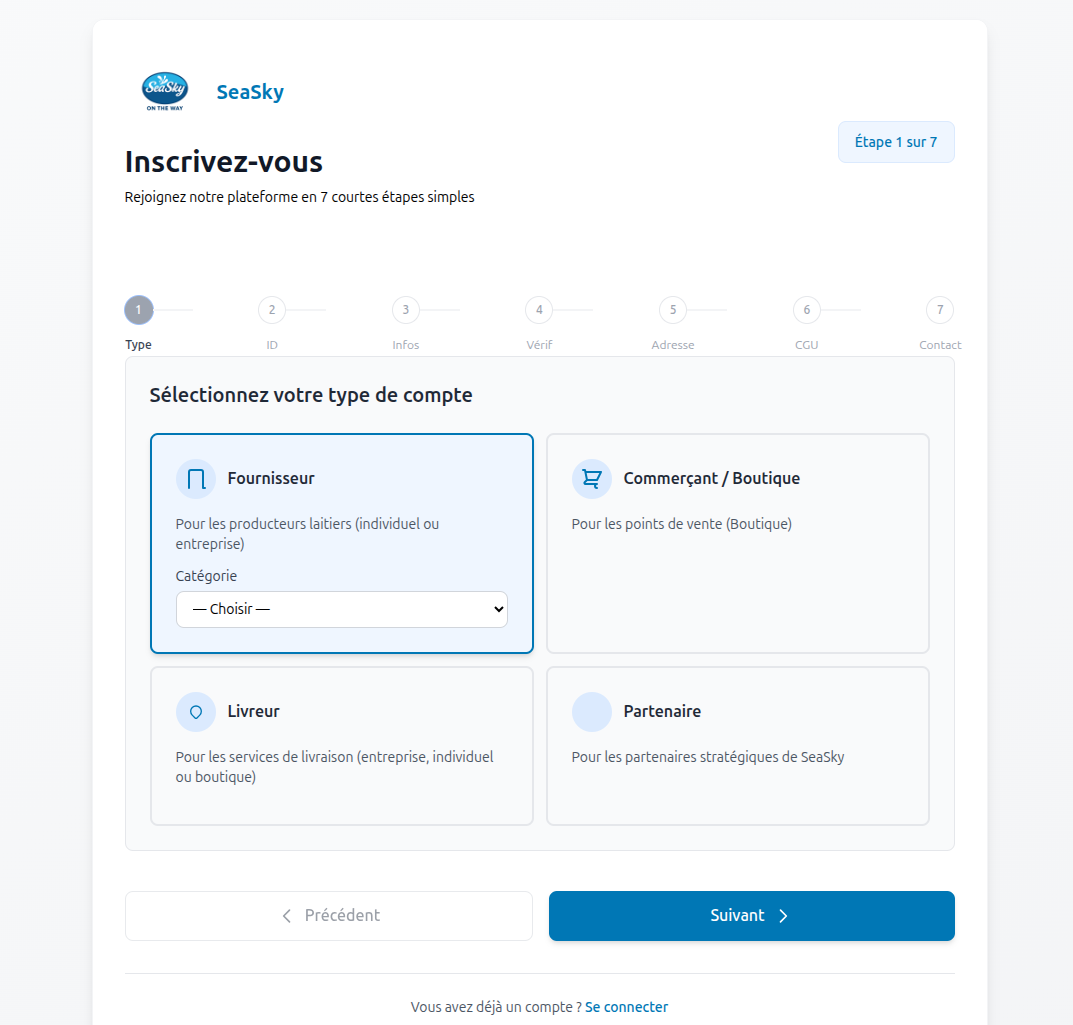 SeaSky
ON THE WAY
SeaSky
Étape 1 sur 7
Inscrivez-vous
Rejoignez notre plateforme en 7 courtes étapes simples
1 2 3 4 5 6 7
Type ID Infos Vérif Adresse CGU Contact
Sélectionnez votre type de compte
Fournisseur
Pour les producteurs laitiers (individuel ou
entreprise)
Catégorie
— Choisir —
Commerçant / Boutique
Pour les points de vente (Boutique)
Livreur
Pour les services de livraison (entreprise, individuel
ou boutique)
Partenaire
Pour les partenaires stratégiques de SeaSky
Précédent
Suivant
Vous avez déjà un compte ? Se connecter